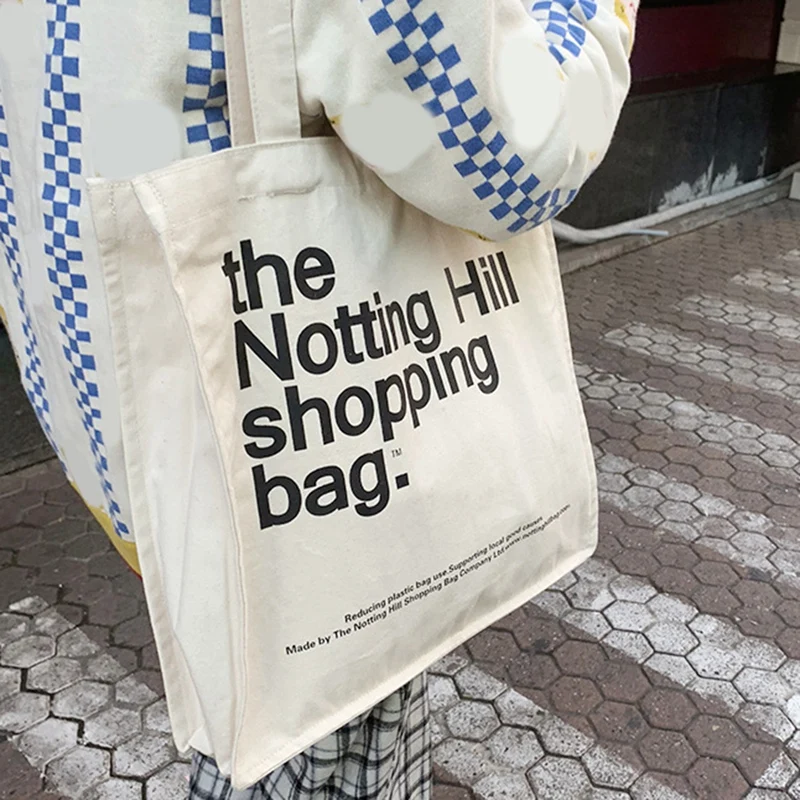 the
Notting Hill
shopping
bag.™
Reducing plastic bag use.Supporting local good causes
Made by The Notting Hill Shopping Bag Company Ltd www.nottinghillbag.com